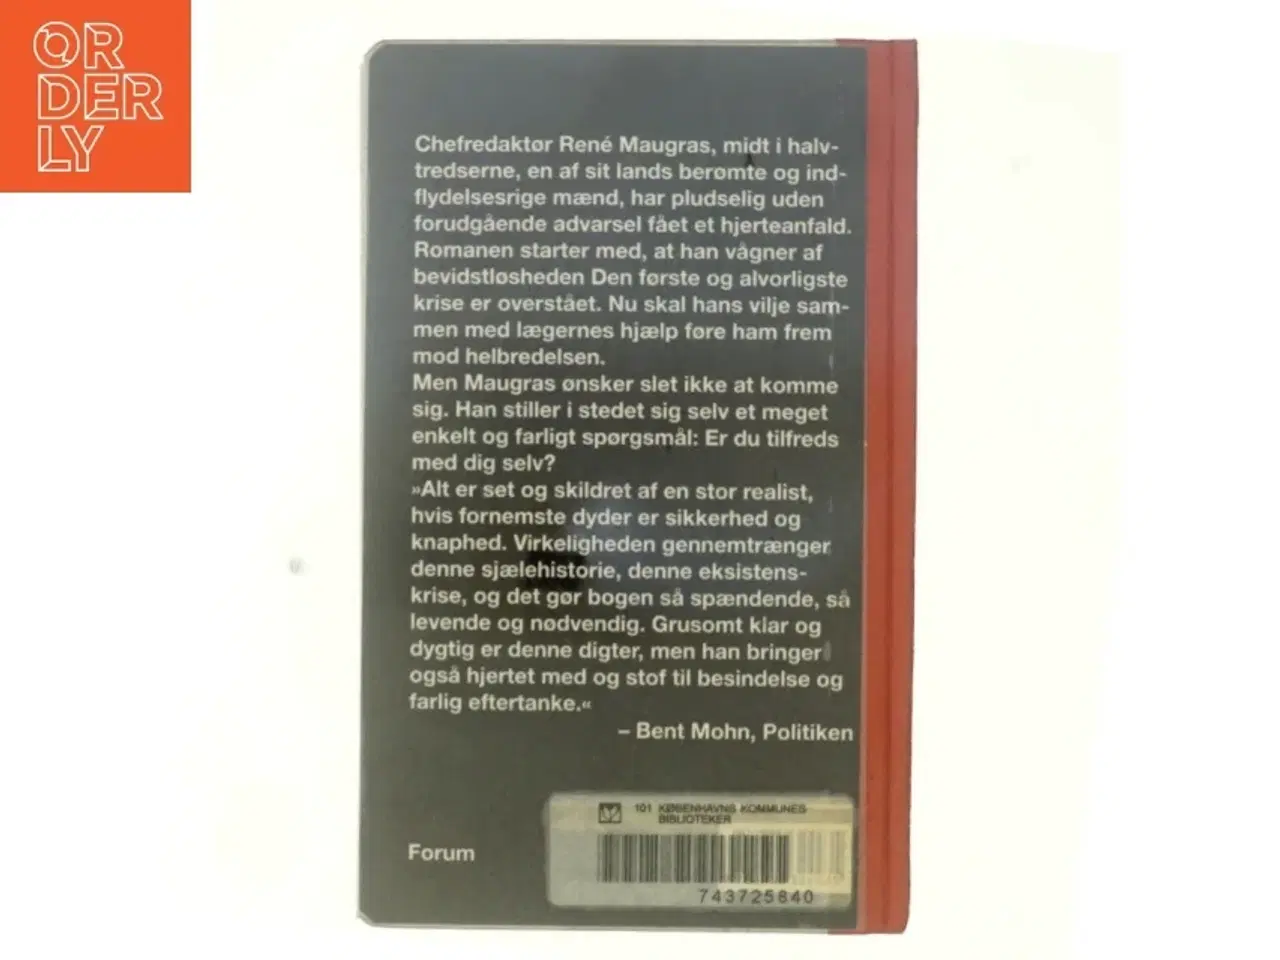 OR
DER
LY
Chefredaktør René Maugras, midt i halv-
tredserne, en af sit lands berømte og ind-
flydelsesrige mænd, har pludselig uden
forudgående advarsel fået et hjerteanfald.
Romanen starter med, at han vågner af
bevidstløsheden Den første og alvorligste
krise er overstået. Nu skal hans vilje sam-
men med lægernes hjælp føre ham frem
mod helbredelsen.
Men Maugras ønsker slet ikke at komme
sig. Han stiller i stedet sig selv et meget
enkelt og farligt spørgsmål: Er du tilfreds
med dig selv?
»Alt er set og skildret af en stor realist,
hvis fornemste dyder er sikkerhed og
knaphed. Virkeligheden gennemtrænger
denne sjælehistorie, denne eksistens-
krise, og det gør bogen så spændende, så
levende og nødvendig. Grusomt klar og
dygtig er denne digter, men han bringer
også hjertet med og stof til besindelse og
farlig eftertanke.«
– Bent Mohn, Politiken
101 KØBENHAVNS KOMMUNES
BIBLIOTEKER
743725840
Forum